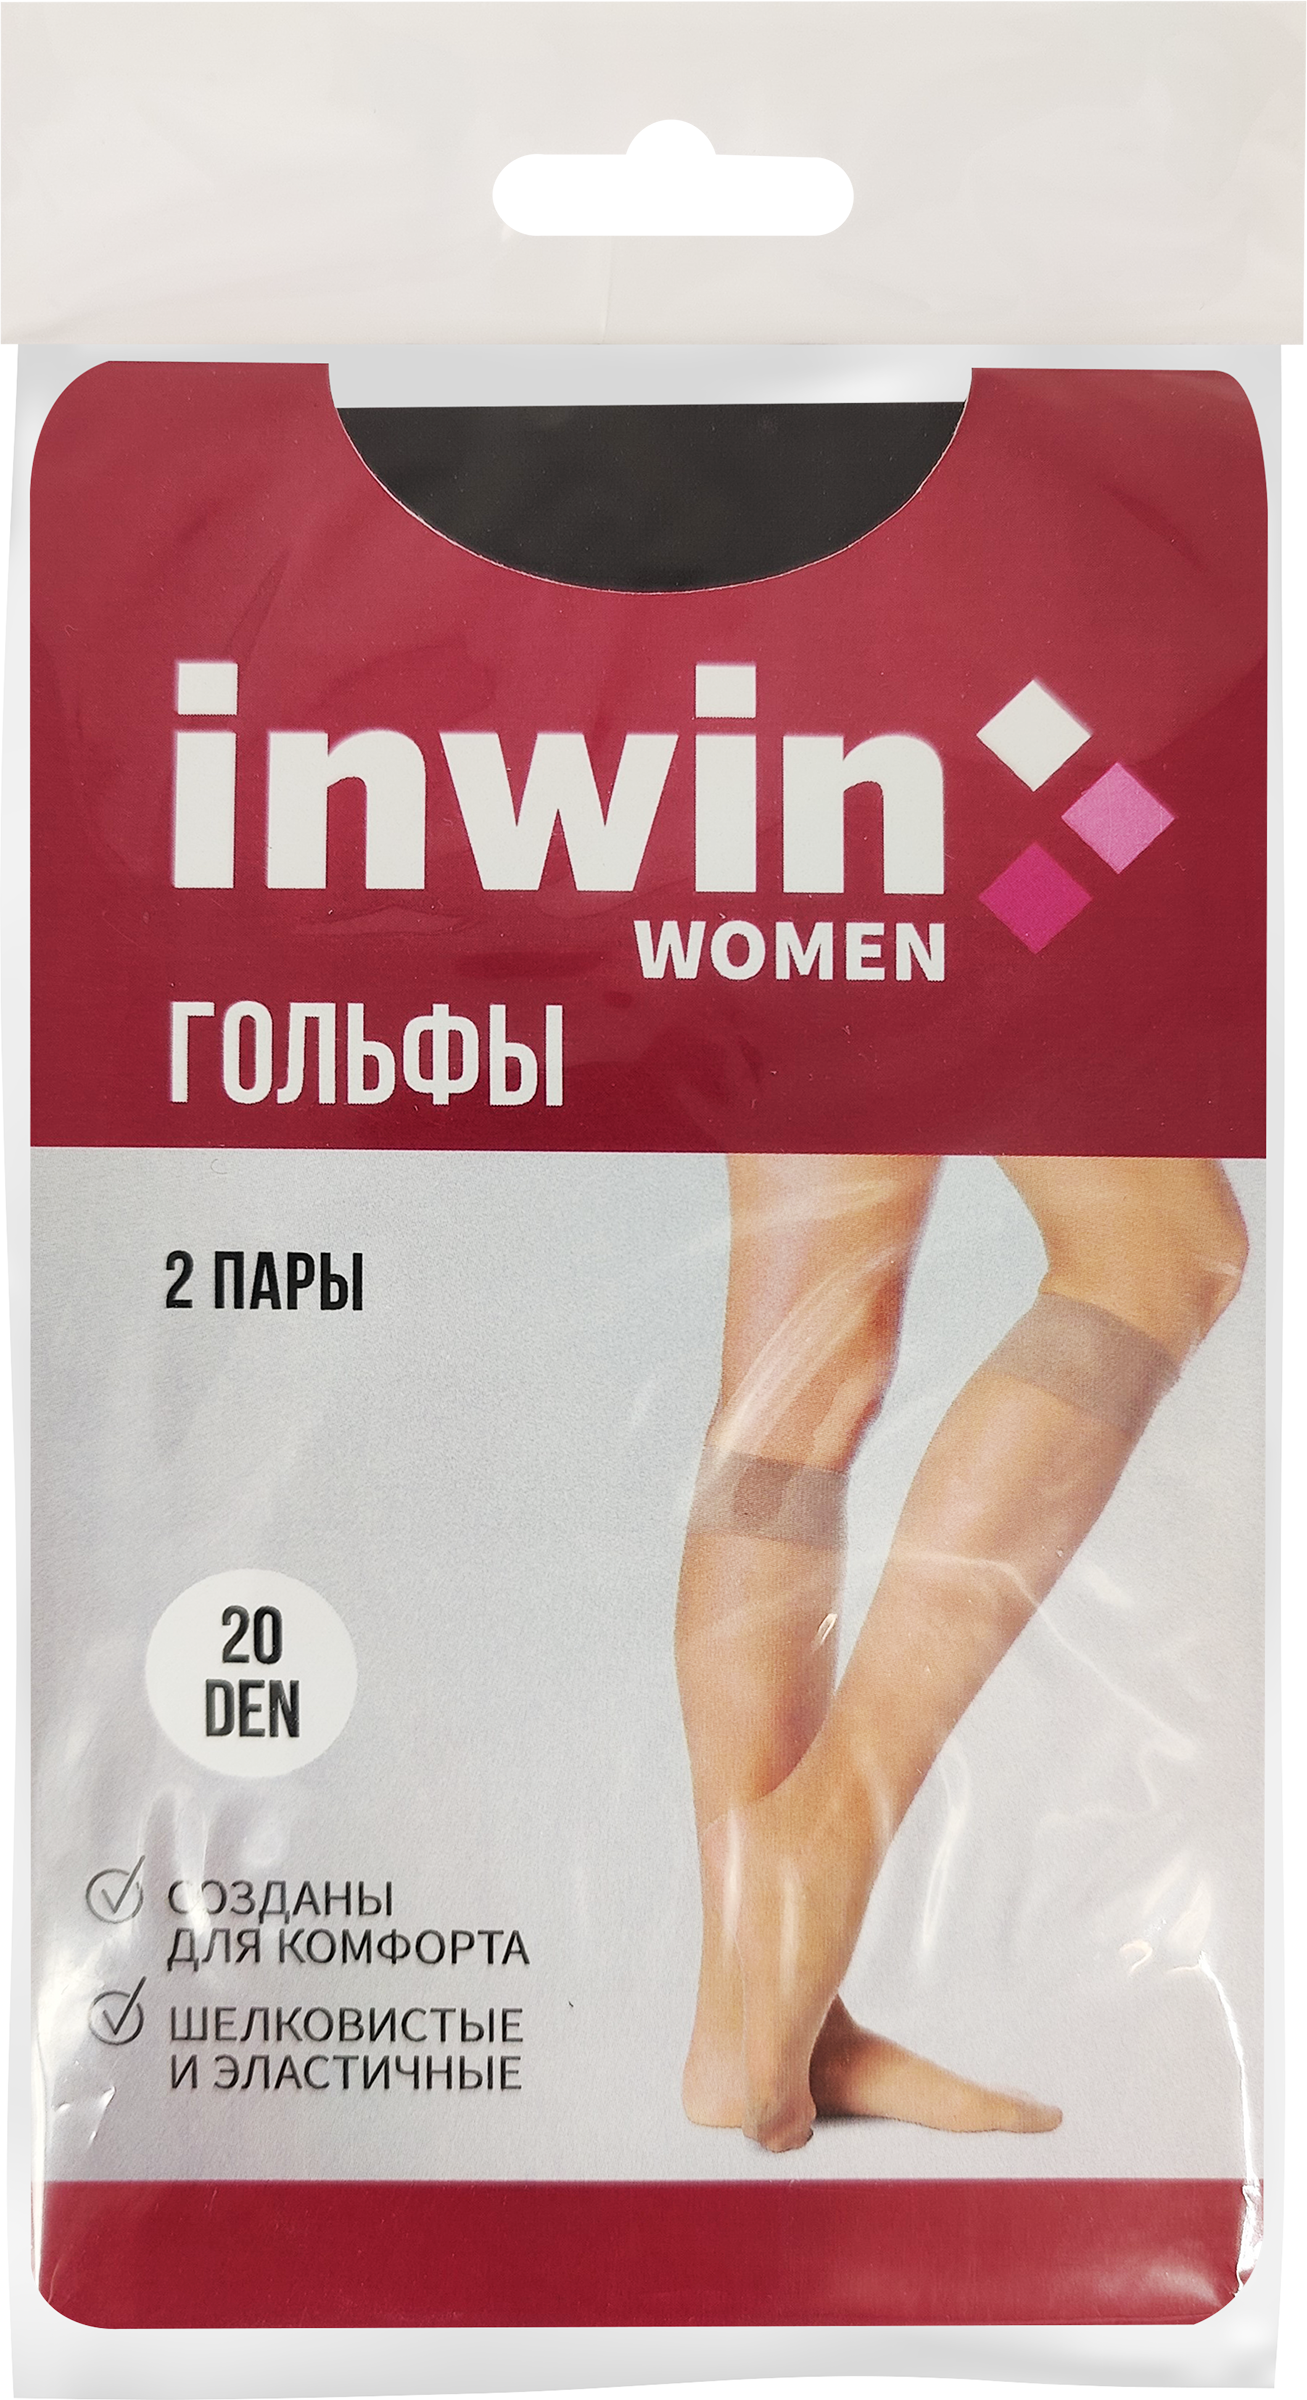 inwin
WOMEN
ГОЛЬФЫ
2 ПАРЫ
20
DEN
СОЗДАНЫ
ДЛЯ КОМФОРТА
ШЕЛКОВИСТЫЕ
И ЭЛАСТИЧНЫЕ